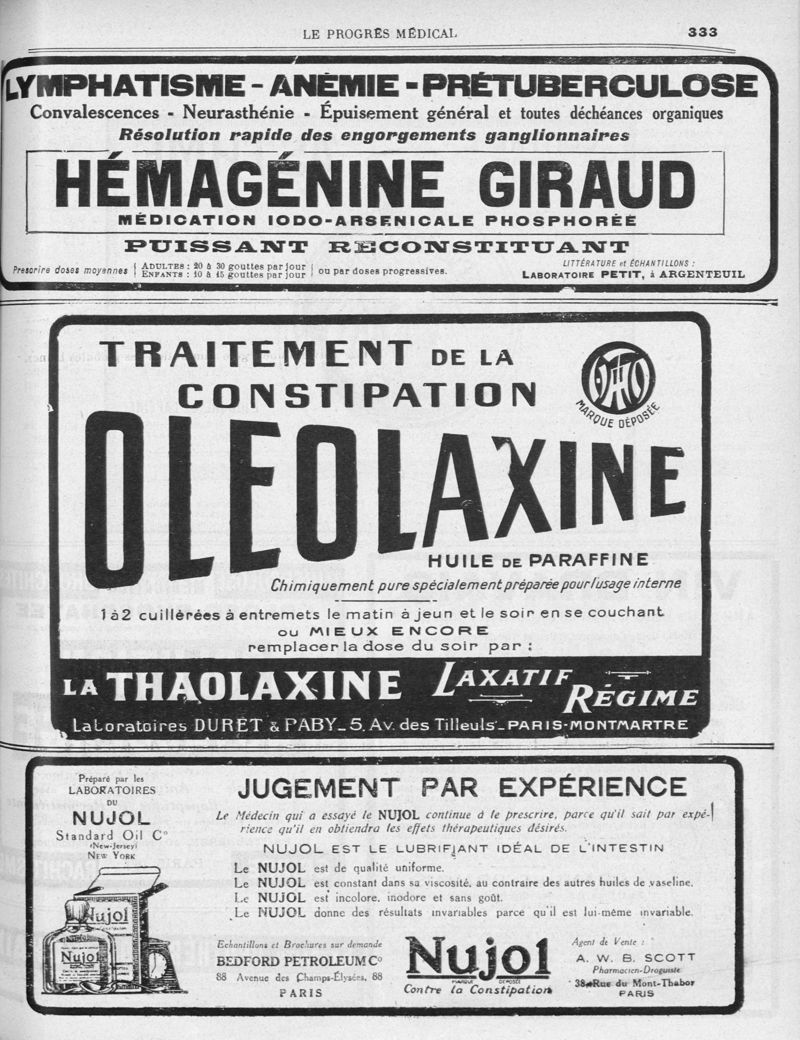 LE PROGRÈS MÉDICAL 333
LYMPHATISME - ANÉMIE - PRÉTUBERCULOSE
Convalescences - Neurasthénie - Épuisement général et toutes déchéances organiques
Résolution rapide des engorgements ganglionnaires
HÉMAGÉNINE GIRAUD
MÉDICATION IODO-ARSENICALE PHOSPHORÉE
PUISSANT RECONSTITUANT
Prescrire doses moyennes { ADULTES : 20 à 30 gouttes par jour
ENFANTS : 10 à 15 gouttes par jour } ou par doses progressives.
LITTÉRATURE et ÉCHANTILLONS :
LABORATOIRE PETIT, à ARGENTEUIL
TRAITEMENT DE LA
CONSTIPATION
MARQUE DÉPOSÉE
OLEOLAXINE
HUILE DE PARAFFINE
Chimiquement pure spécialement préparée pour l'usage interne
1 à 2 cuillérées à entremets le matin à jeun et le soir en se couchant
OU MIEUX ENCORE
remplacer la dose du soir par :
LA THAOLAXINE LAXATIF RÉGIME
Laboratoires DURET & PABY_5, Av. des Tilleuls_PARIS-MONTMARTRE
Préparé par les
LABORATOIRES
DU
NUJOL
Standard Oil Co
(New-Jersey)
NEW YORK
Nujol
Nujol
JUGEMENT PAR EXPÉRIENCE
Le Médecin qui a essayé le NUJOL continue à le prescrire, parce qu'il sait par expé-
rience qu'il en obtiendra les effets thérapeutiques désirés.
NUJOL EST LE LUBRIFIANT IDÉAL DE L'INTESTIN
Le NUJOL est de qualité uniforme.
Le NUJOL est constant dans sa viscosité, au contraire des autres huiles de vaseline.
Le NUJOL est incolore, inodore et sans goût.
Le NUJOL donne des résultats invariables parce qu'il est lui-même invariable.
Echantillons et Brochures sur demande
BEDFORD PETROLEUM Co
88 Avenue des Champs-Élysées, 88
PARIS
Nujol
MARQUE DÉPOSÉE
Contre la Constipation
Agent de Vente :
A. W. B. SCOTT
Pharmacien-Droguiste
38, Rue du Mont-Thabor
PARIS